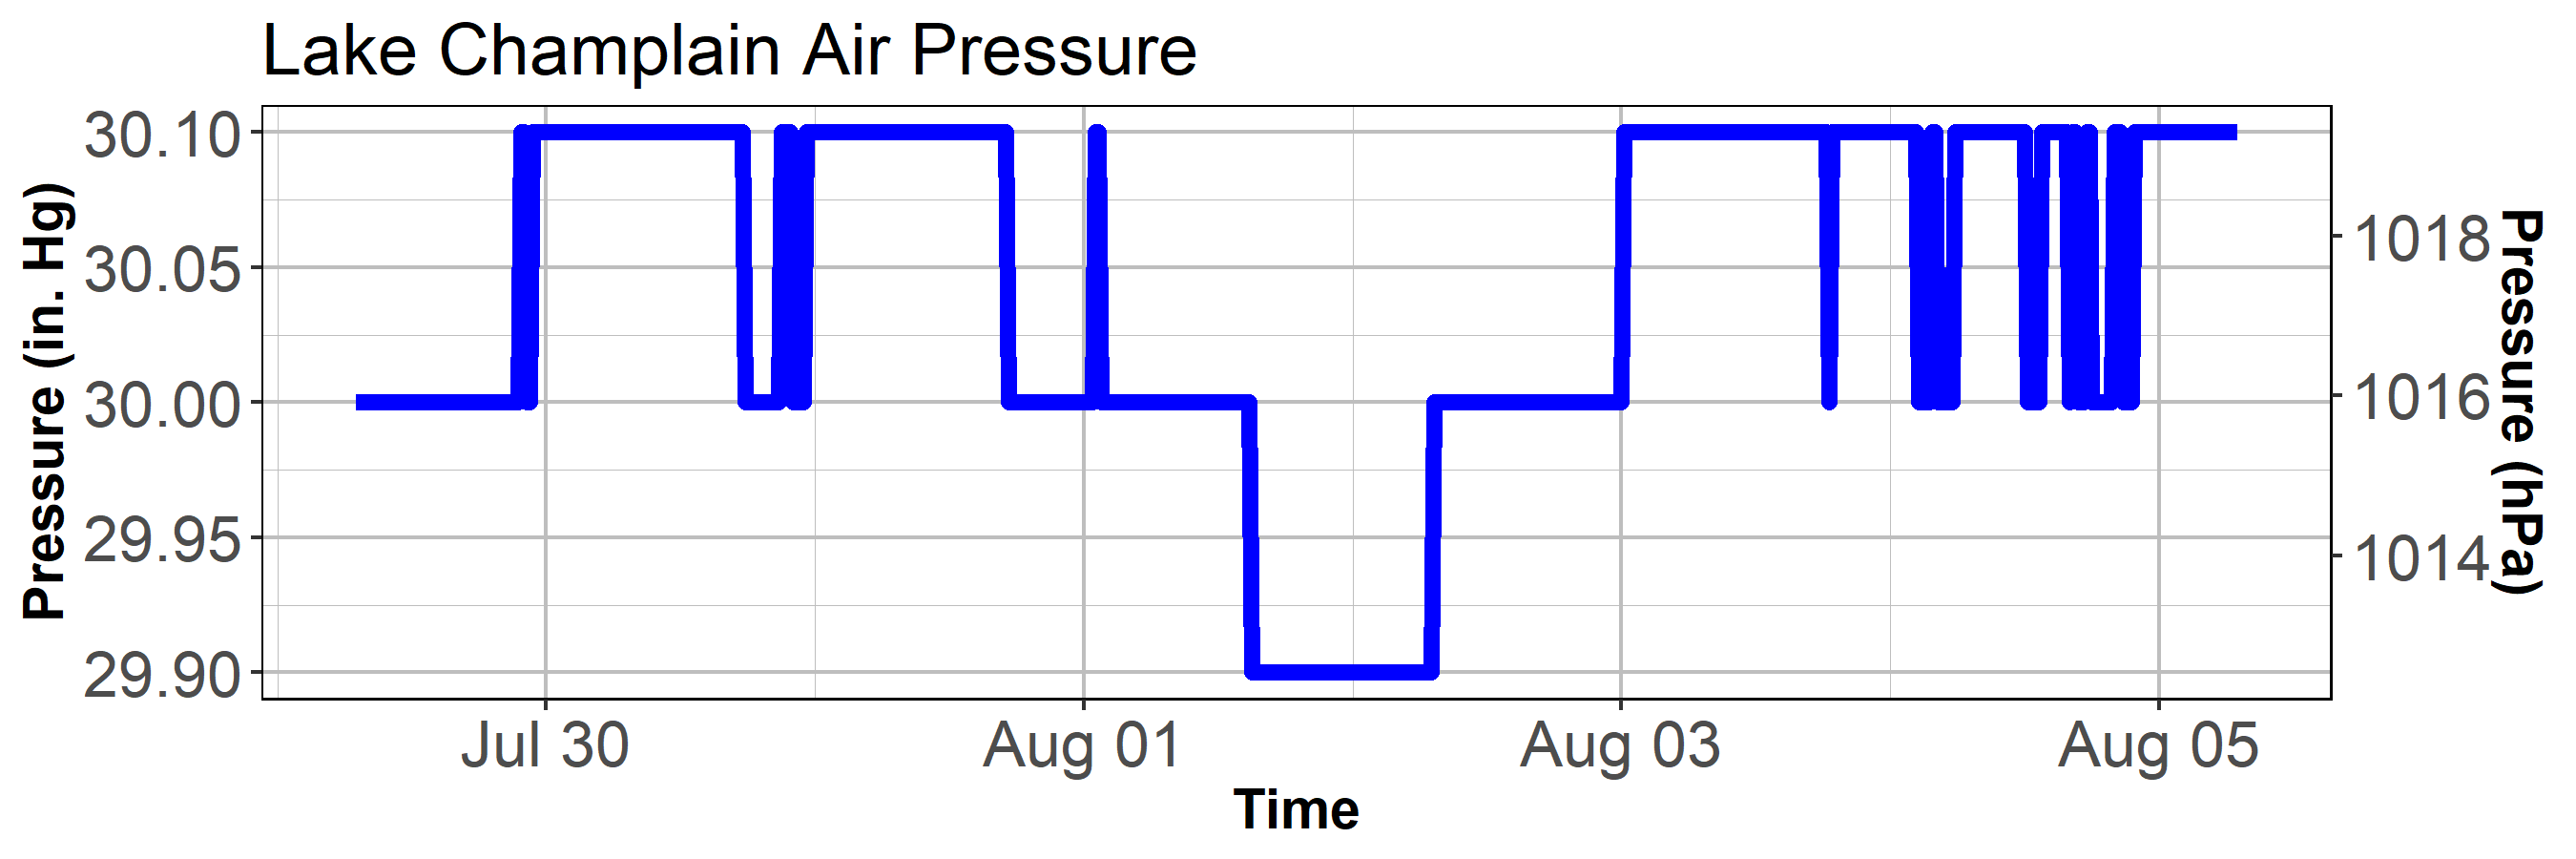 Lake Champlain Air Pressure
Pressure (in. Hg)
30.10
30.05
30.00
29.95
29.90
1018
1016
1014
Pressure (hPa)
Jul 30 Aug 01 Aug 03 Aug 05
Time